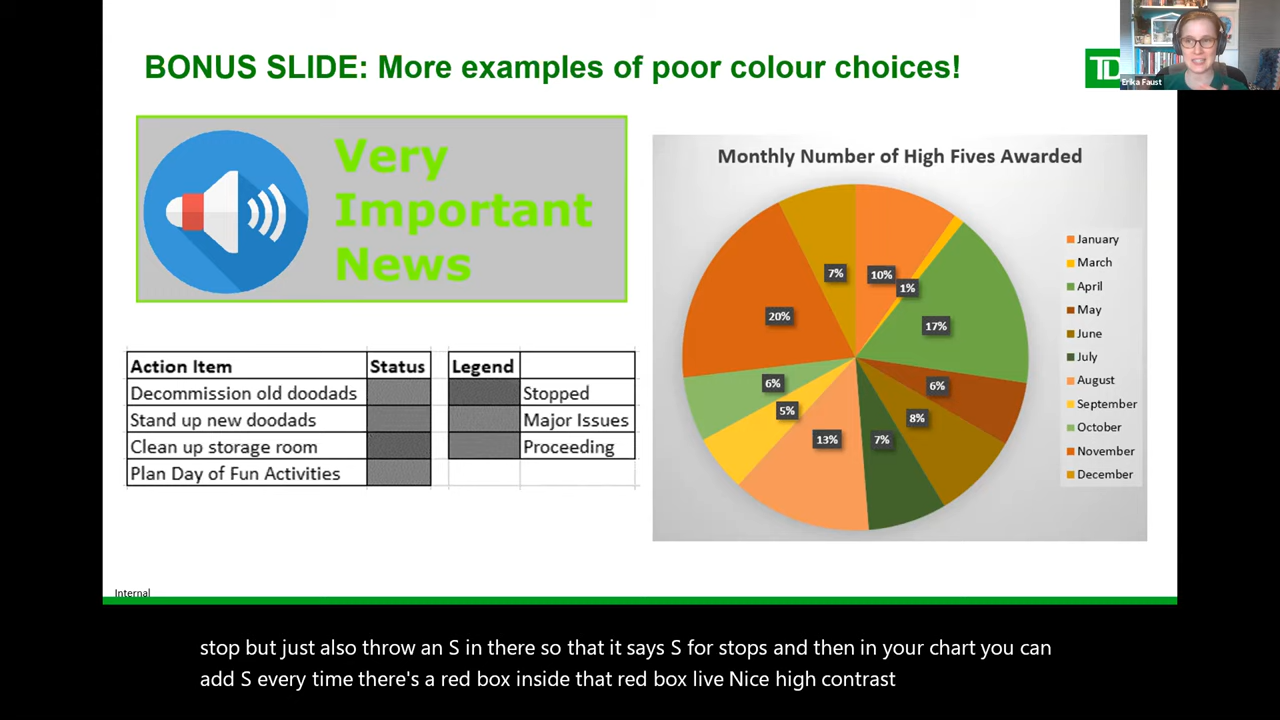 BONUS SLIDE: More examples of poor colour choices!
TD
Erika Faust
Very
Important
News
Action Item Status Legend
Decommission old doodads Stopped
Stand up new doodads Major Issues
Clean up storage room Proceeding
Plan Day of Fun Activities
Monthly Number of High Fives Awarded
7%
10%
1%
20%
17%
6%
6%
5%
8%
13%
7%
January
March
April
May
June
July
August
September
October
November
December
Internal
stop but just also throw an S in there so that it says S for stops and then in your chart you can
add S every time there's a red box inside that red box live Nice high contrast